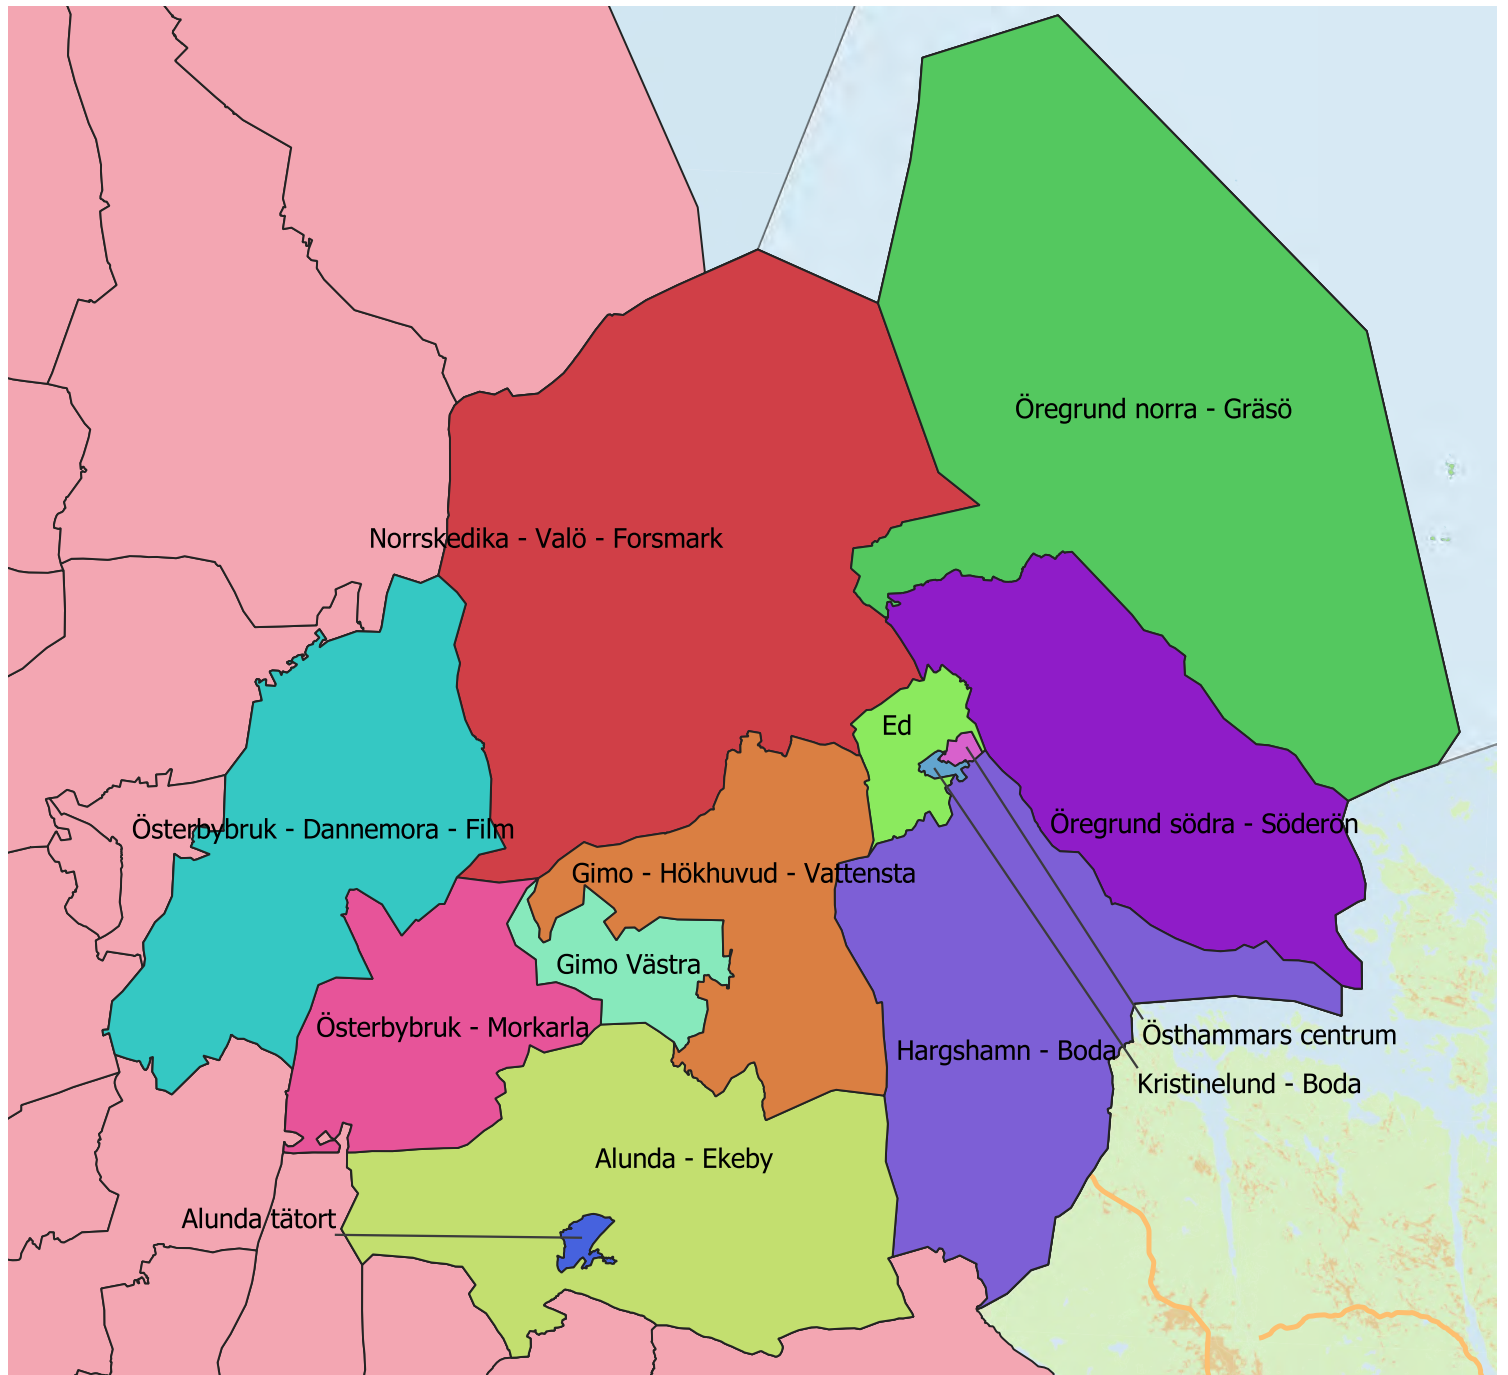 Öregrund norra - Gräsö
Norrskedika - Valö - Forsmark
Ed
Österbybruk - Dannemora - Film
Öregrund södra - Söderön
Gimo - Hökhuvud - Vattensta
Gimo Västra
Österbybruk - Morkarla
Östhammars centrum
Hargshamn - Boda
Kristinelund - Boda
Alunda - Ekeby
Alunda tätort